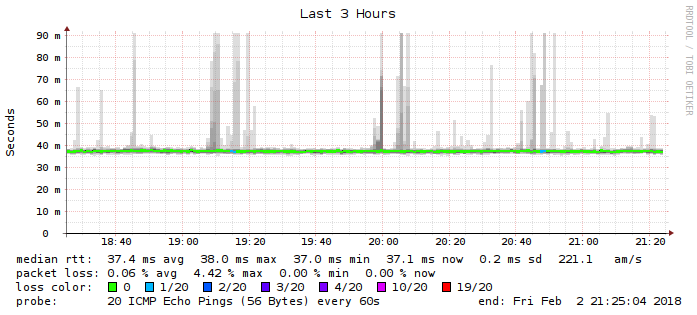 Last 3 Hours
RRDTOOL / TOBI OETIKER
Seconds
90 m
80 m
70 m
60 m
50 m
40 m
30 m
20 m
10 m
0
18:40 19:00 19:20 19:40 20:00 20:20 20:40 21:00 21:20
median rtt: 37.4 ms avg 38.0 ms max 37.0 ms min 37.1 ms now 0.2 ms sd 221.1 am/s
packet loss: 0.06 % avg 4.42 % max 0.00 % min 0.00 % now
loss color: 0 1/20 2/20 3/20 4/20 10/20 19/20
probe: 20 ICMP Echo Pings (56 Bytes) every 60s end: Fri Feb 2 21:25:04 2018